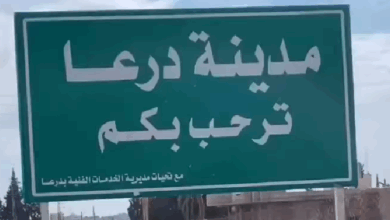 مدينة درعا
ترحب بكم
مع تحيات مديرية الخدمات الفنية بدرعا